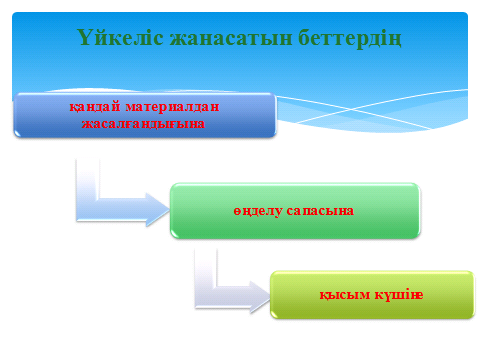 Үйкеліс жанасатын беттердің
қандай материалдан
жасалғандығына
өңделу сапасына
қысым күшіне